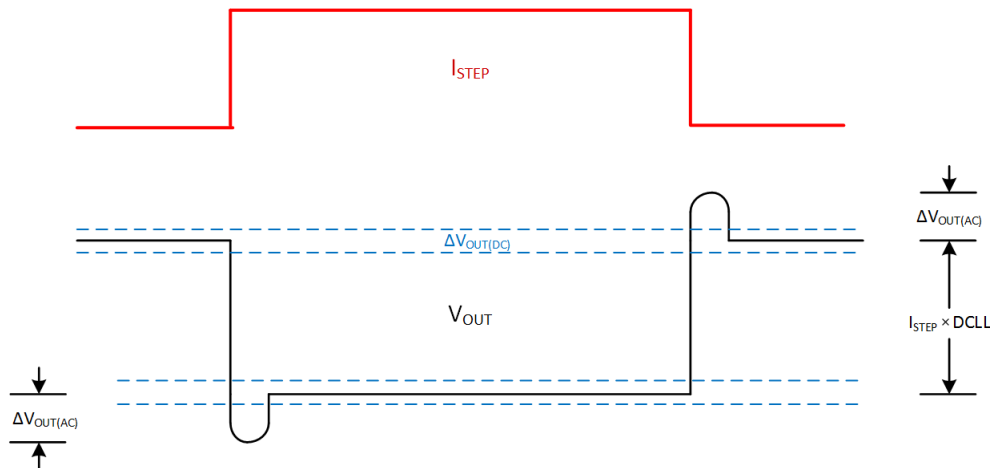 ISTEP
ΔVOUT(AC)
ΔVOUT(DC)
VOUT
ISTEP × DCLL
ΔVOUT(AC)